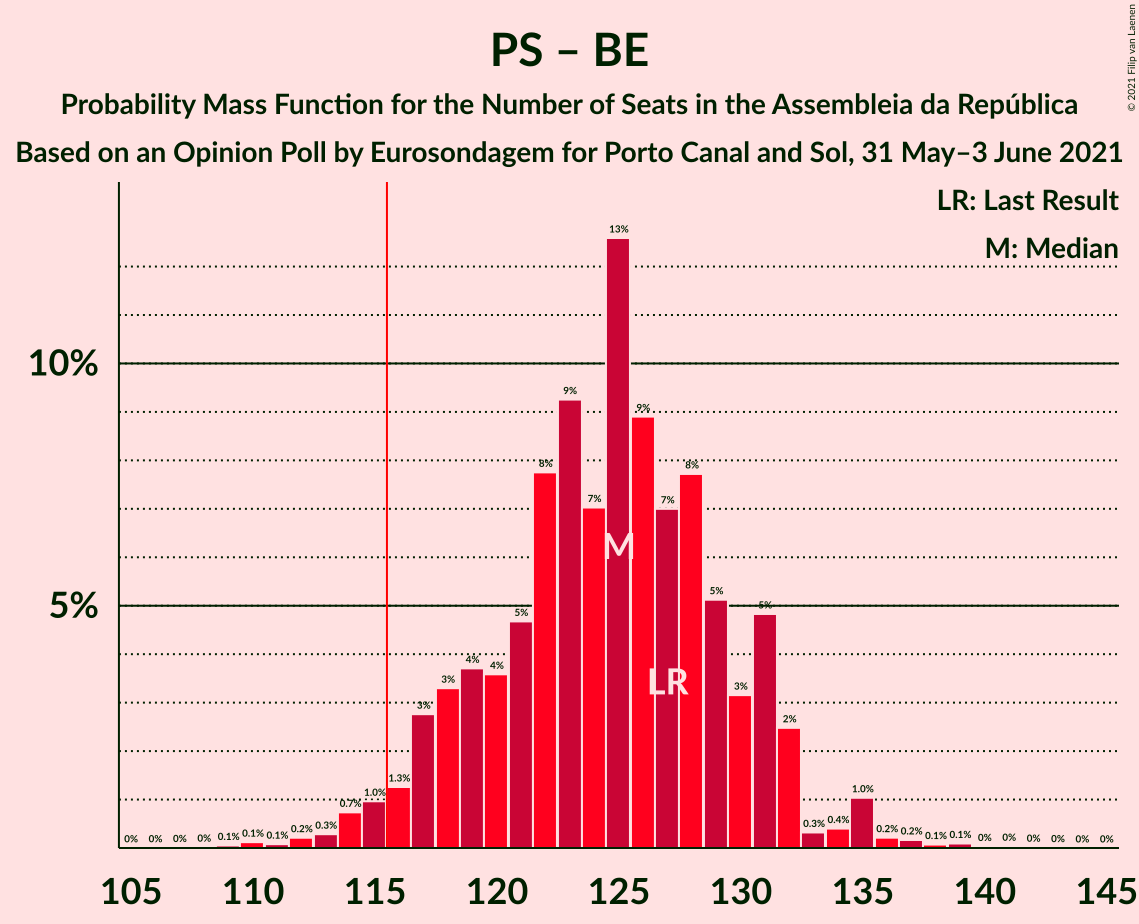 PS – BE
Probability Mass Function for the Number of Seats in the Assembleia da República
Based on an Opinion Poll by Eurosondagem for Porto Canal and Sol, 31 May–3 June 2021
© 2021 Filip van Laenen
LR: Last Result
M: Median
10%
5%
0% 0% 0% 0% 0.1% 0.1% 0.1% 0.2% 0.3% 0.7% 1.0% 1.3% 3% 3% 4% 4% 5% 8% 9% 7% 13% 9% 7% 8% 5% 3% 5% 2% 0.3% 0.4% 1.0% 0.2% 0.2% 0.1% 0.1% 0% 0% 0% 0% 0% 0%
M
LR
105 110 115 120 125 130 135 140 145